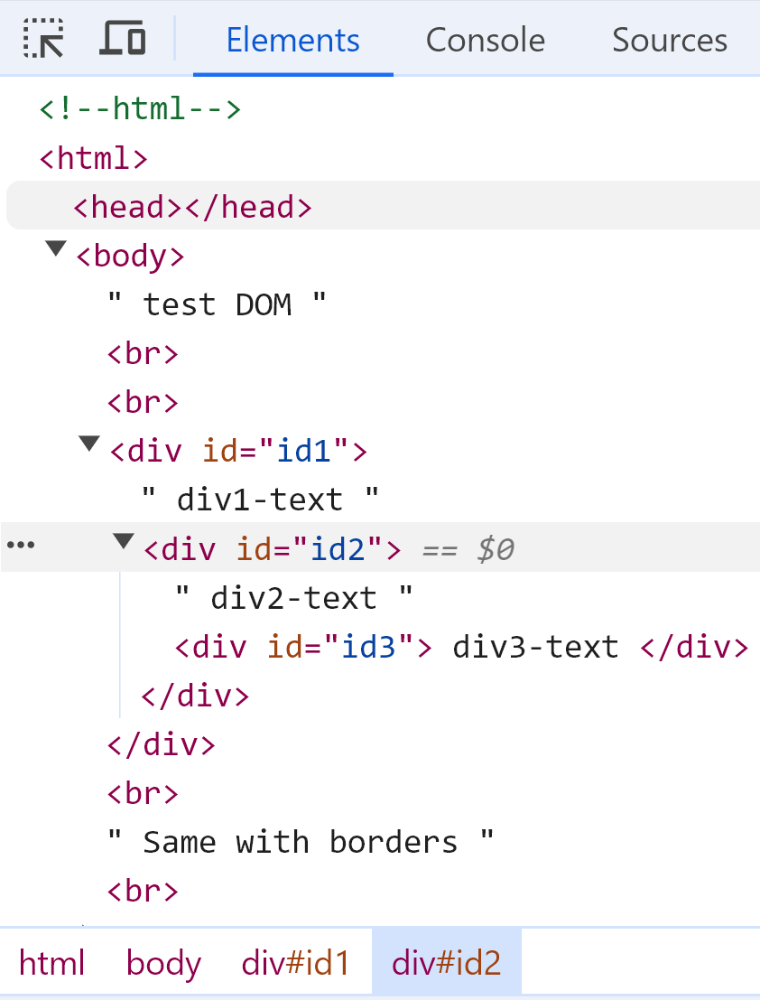 Elements Console Sources
<!--html-->
<html>
<head></head>
<body>
" test DOM "
<br>
<br>
<div id="id1">
" div1-text "
<div id="id2"> == $0
" div2-text "
<div id="id3"> div3-text </div>
</div>
</div>
<br>
" Same with borders "
<br>
html body div#id1 div#id2